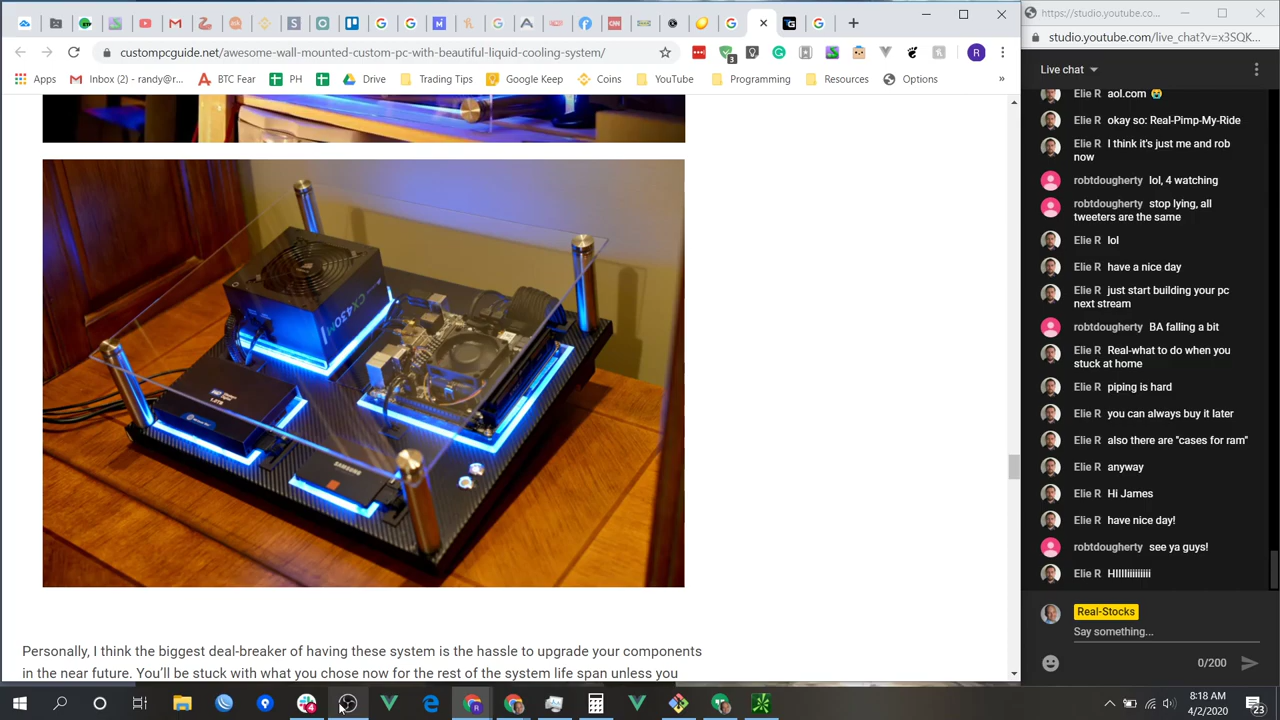 https://studio.youtube.co...
studio.youtube.com/live_chat?v=x3SQK...
custompcguide.net/awesome-wall-mounted-custom-pc-with-beautiful-liquid-cooling-system/
3
R
Apps
Inbox (2) - randy@r...
BTC Fear
PH
Drive
Trading Tips
Google Keep
Coins
YouTube
Programming
Resources
Options
»
CX430M
SAMSUNG
Personally, I think the biggest deal-breaker of having these system is the hassle to upgrade your components
in the near future. You'll be stuck with what you chose now for the rest of the system life span unless you
Live chat
Elie R aol.com 😭
Elie R okay so: Real-Pimp-My-Ride
Elie R I think it's just me and rob
now
robtdougherty lol, 4 watching
robtdougherty stop lying, all
tweeters are the same
Elie R lol
Elie R have a nice day
Elie R just start building your pc
next stream
robtdougherty BA falling a bit
Elie R Real-what to do when you
stuck at home
Elie R piping is hard
Elie R you can always buy it later
Elie R also there are "cases for ram"
Elie R anyway
Elie R Hi James
Elie R have nice day!
robtdougherty see ya guys!
Elie R HIIIIiiiiiiiiii
Real-Stocks
Say something...
0/200
8:18 AM
4/2/2020
23